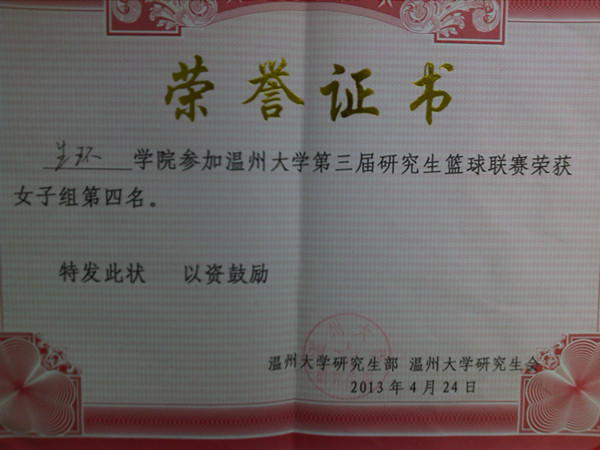 荣誉证书
生环 学院参加温州大学第三届研究生篮球联赛荣获
女子组第四名。
特发此状 以资鼓励
温州大学研究生部 温州大学研究生会
2013年4月24日